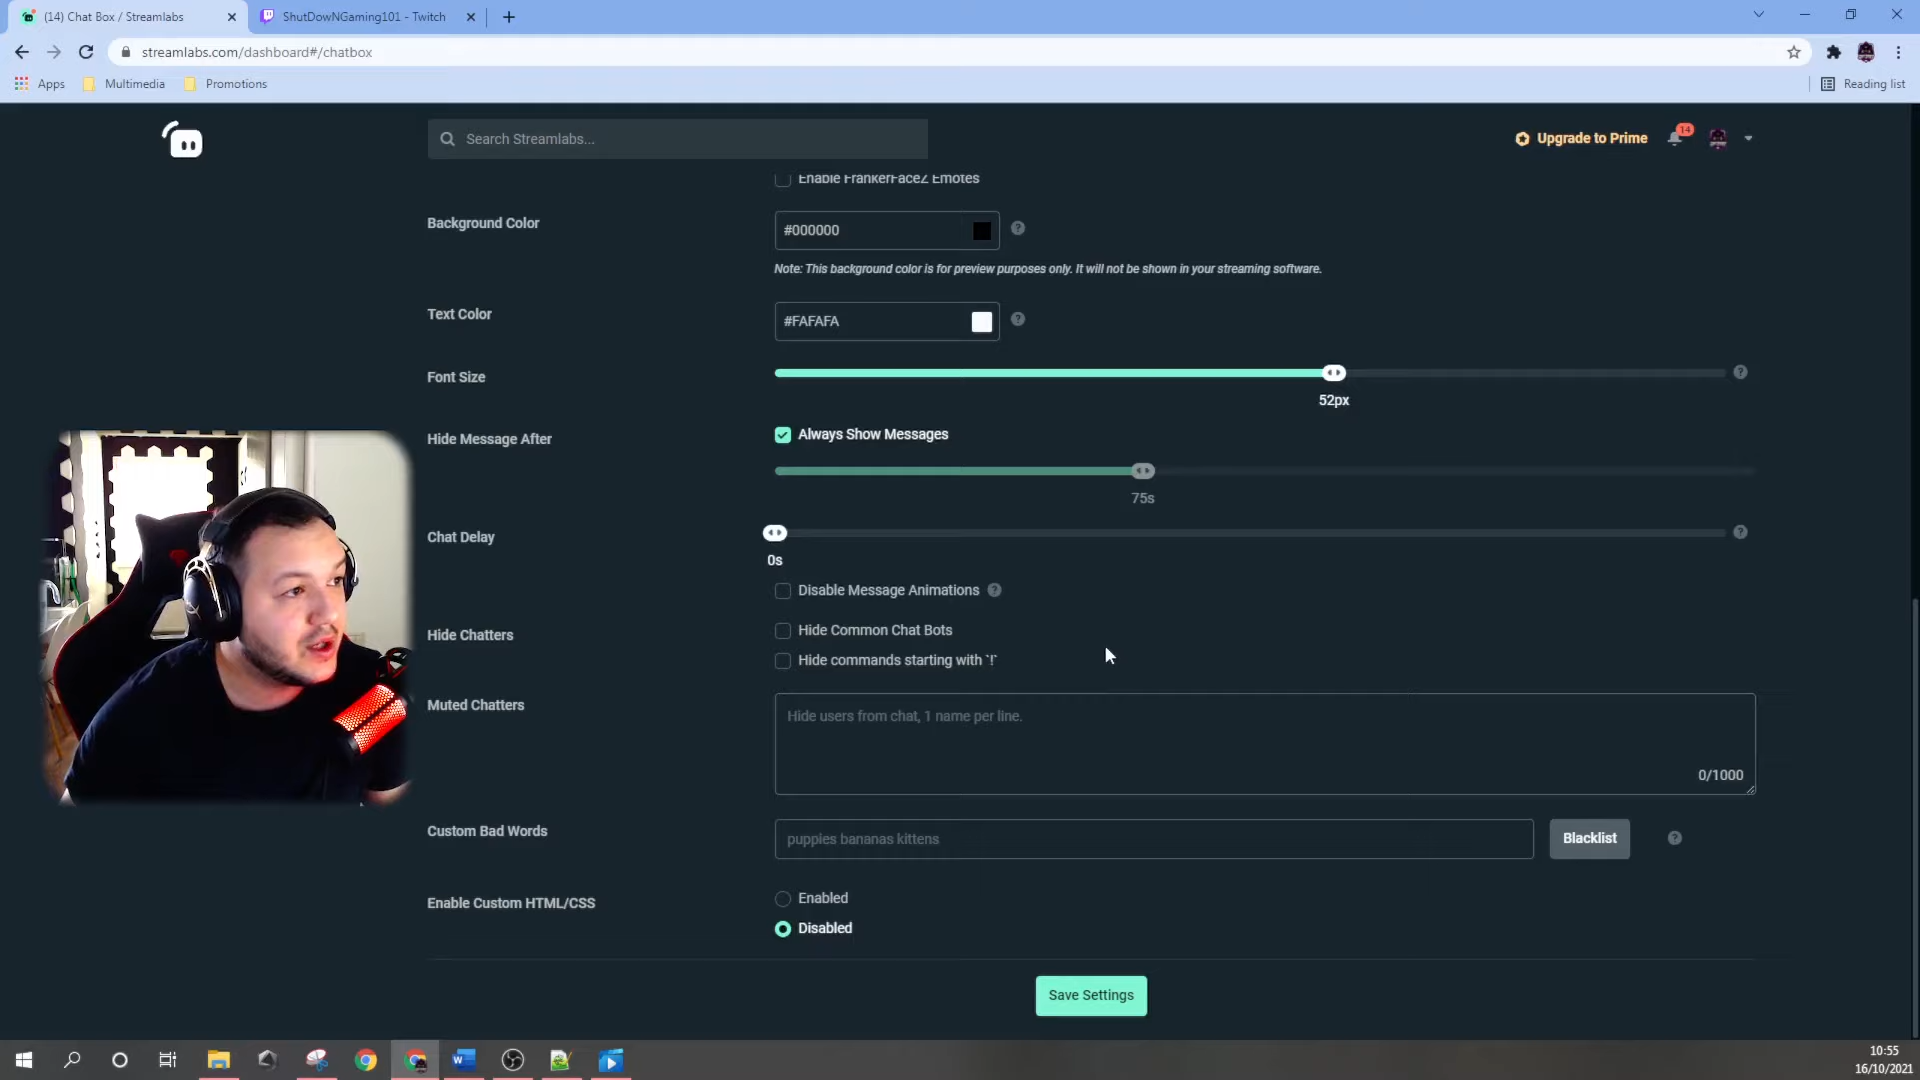 (14) Chat Box / Streamlabs
ShutDowNGaming101 - Twitch
streamlabs.com/dashboard#/chatbox
Apps
Multimedia
Promotions
Reading list
Search Streamlabs...
Upgrade to Prime
14
Enable FrankerFaceZ Emotes
Background Color
#000000
Note: This background color is for preview purposes only. It will not be shown in your streaming software.
Text Color
#FAFAFA
Font Size
52px
Hide Message After
Always Show Messages
75s
Chat Delay
0s
Disable Message Animations
Hide Chatters
Hide Common Chat Bots
Hide commands starting with `!`
Muted Chatters
Hide users from chat, 1 name per line.
0/1000
Custom Bad Words
puppies bananas kittens
Blacklist
Enable Custom HTML/CSS
Enabled
Disabled
Save Settings
10:55
16/10/2021